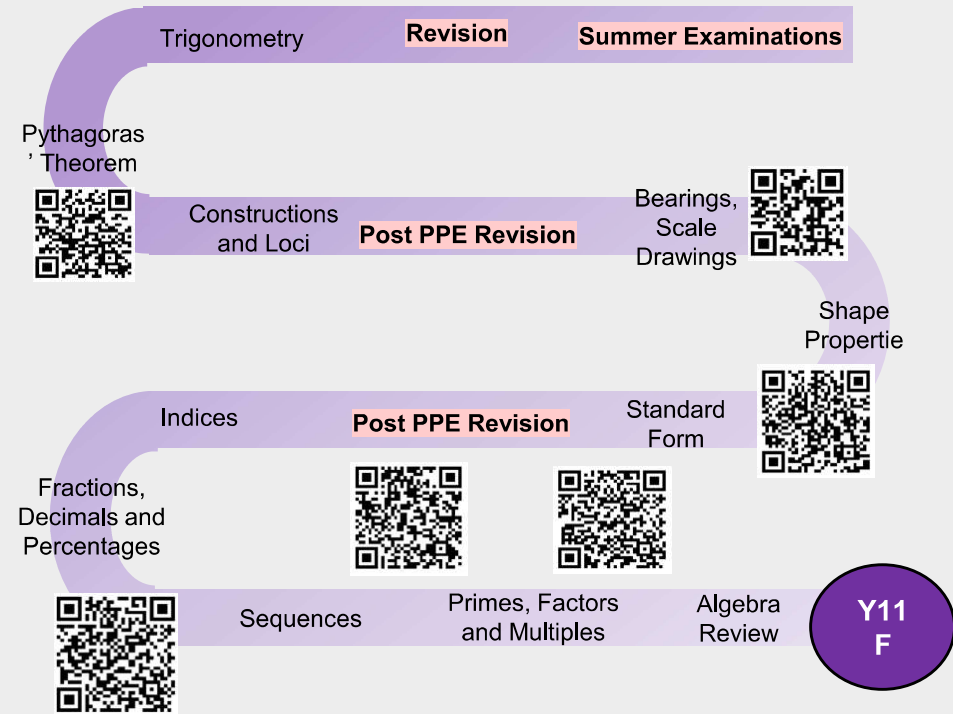 Trigonometry
Revision
Summer Examinations
Pythagoras
’ Theorem
Constructions
and Loci
Post PPE Revision
Bearings,
Scale
Drawings
Shape
Propertie
Indices
Post PPE Revision
Standard
Form
Fractions,
Decimals and
Percentages
Sequences
Primes, Factors
and Multiples
Algebra
Review
Y11
F